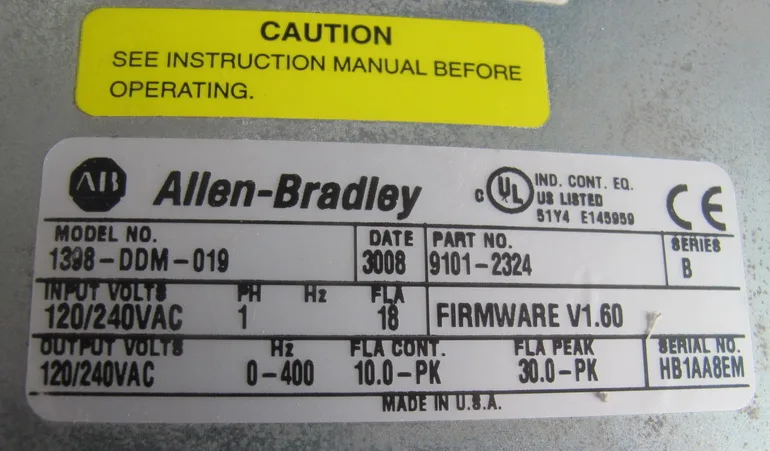 CAUTION
SEE INSTRUCTION MANUAL BEFORE
OPERATING.
AB Allen-Bradley
C UL IND. CONT. EQ.
US LISTED
51Y4 E145959
CE
MODEL NO. DATE PART NO. SERIES
1398-DDM-019 3008 9101-2324 B
INPUT VOLTS PH Hz FLA
120/240VAC 1 18 FIRMWARE V1.60
OUTPUT VOLTS Hz FLA CONT. FLA PEAK SERIAL NO.
120/240VAC 0-400 10.0-PK 30.0-PK HB1AA8EM
MADE IN U.S.A.